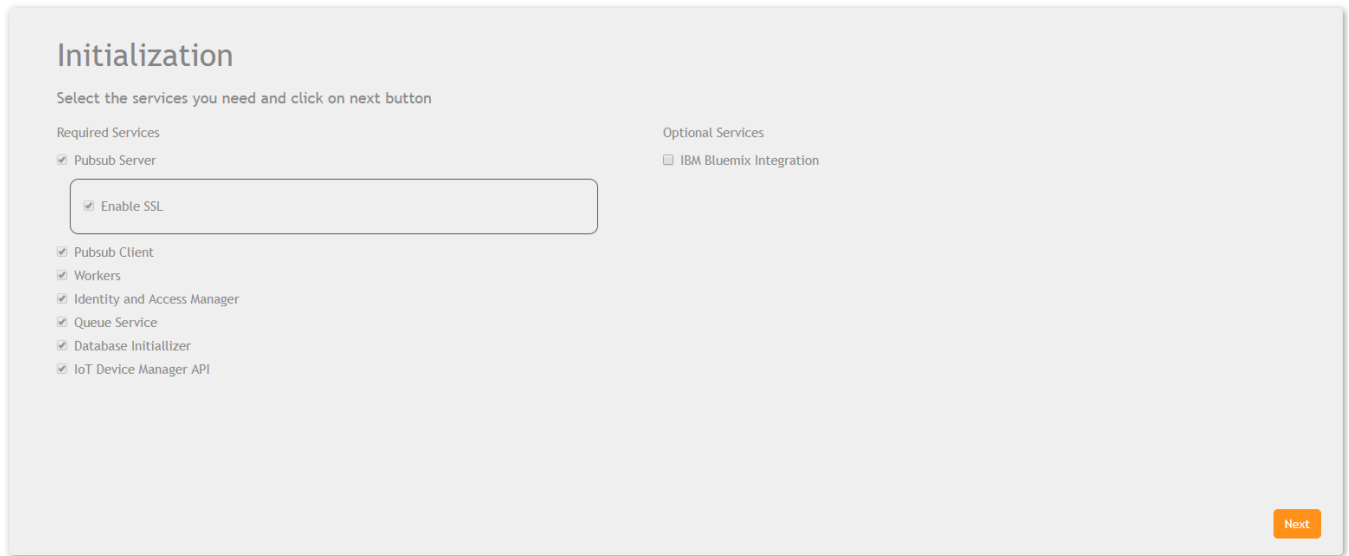 Initialization
Select the services you need and click on next button
Required Services
Pubsub Server
Enable SSL
Pubsub Client
Workers
Identity and Access Manager
Queue Service
Database Initiallizer
IoT Device Manager API
Optional Services
IBM Bluemix Integration
Next